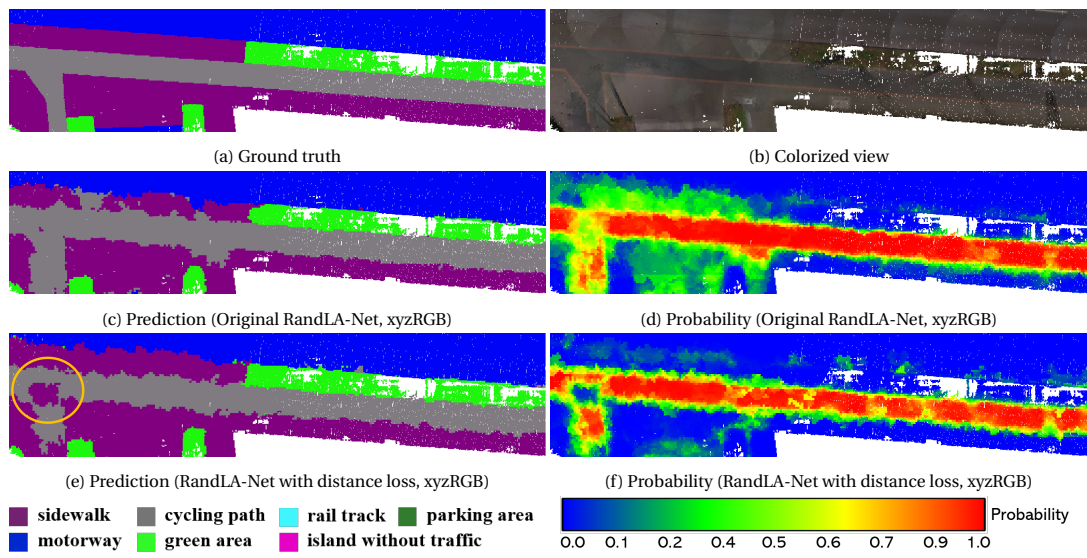 (a) Ground truth
(b) Colorized view
(c) Prediction (Original RandLA-Net, xyzRGB)
(d) Probability (Original RandLA-Net, xyzRGB)
(e) Prediction (RandLA-Net with distance loss, xyzRGB)
(f) Probability (RandLA-Net with distance loss, xyzRGB)
sidewalk cycling path rail track parking area
motorway green area island without traffic
Probability
0.0 0.1 0.2 0.4 0.5 0.6 0.7 0.8 0.9 1.0